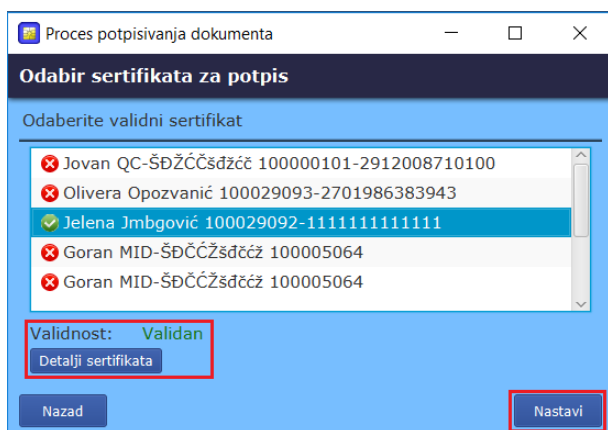 Proces potpisivanja dokumenta
Odabir sertifikata za potpis
Odaberite validni sertifikat
Jovan QC-ŠĐŽĆČšđžćč 100000101-2912008710100
Olivera Opozvanić 100029093-2701986383943
Jelena Jmbgović 100029092-1111111111111
Goran MID-ŠĐČĆŽšđčćž 100005064
Goran MID-ŠĐČĆŽšđčćž 100005064
Validnost: Validan
Detalji sertifikata
Nazad
Nastavi